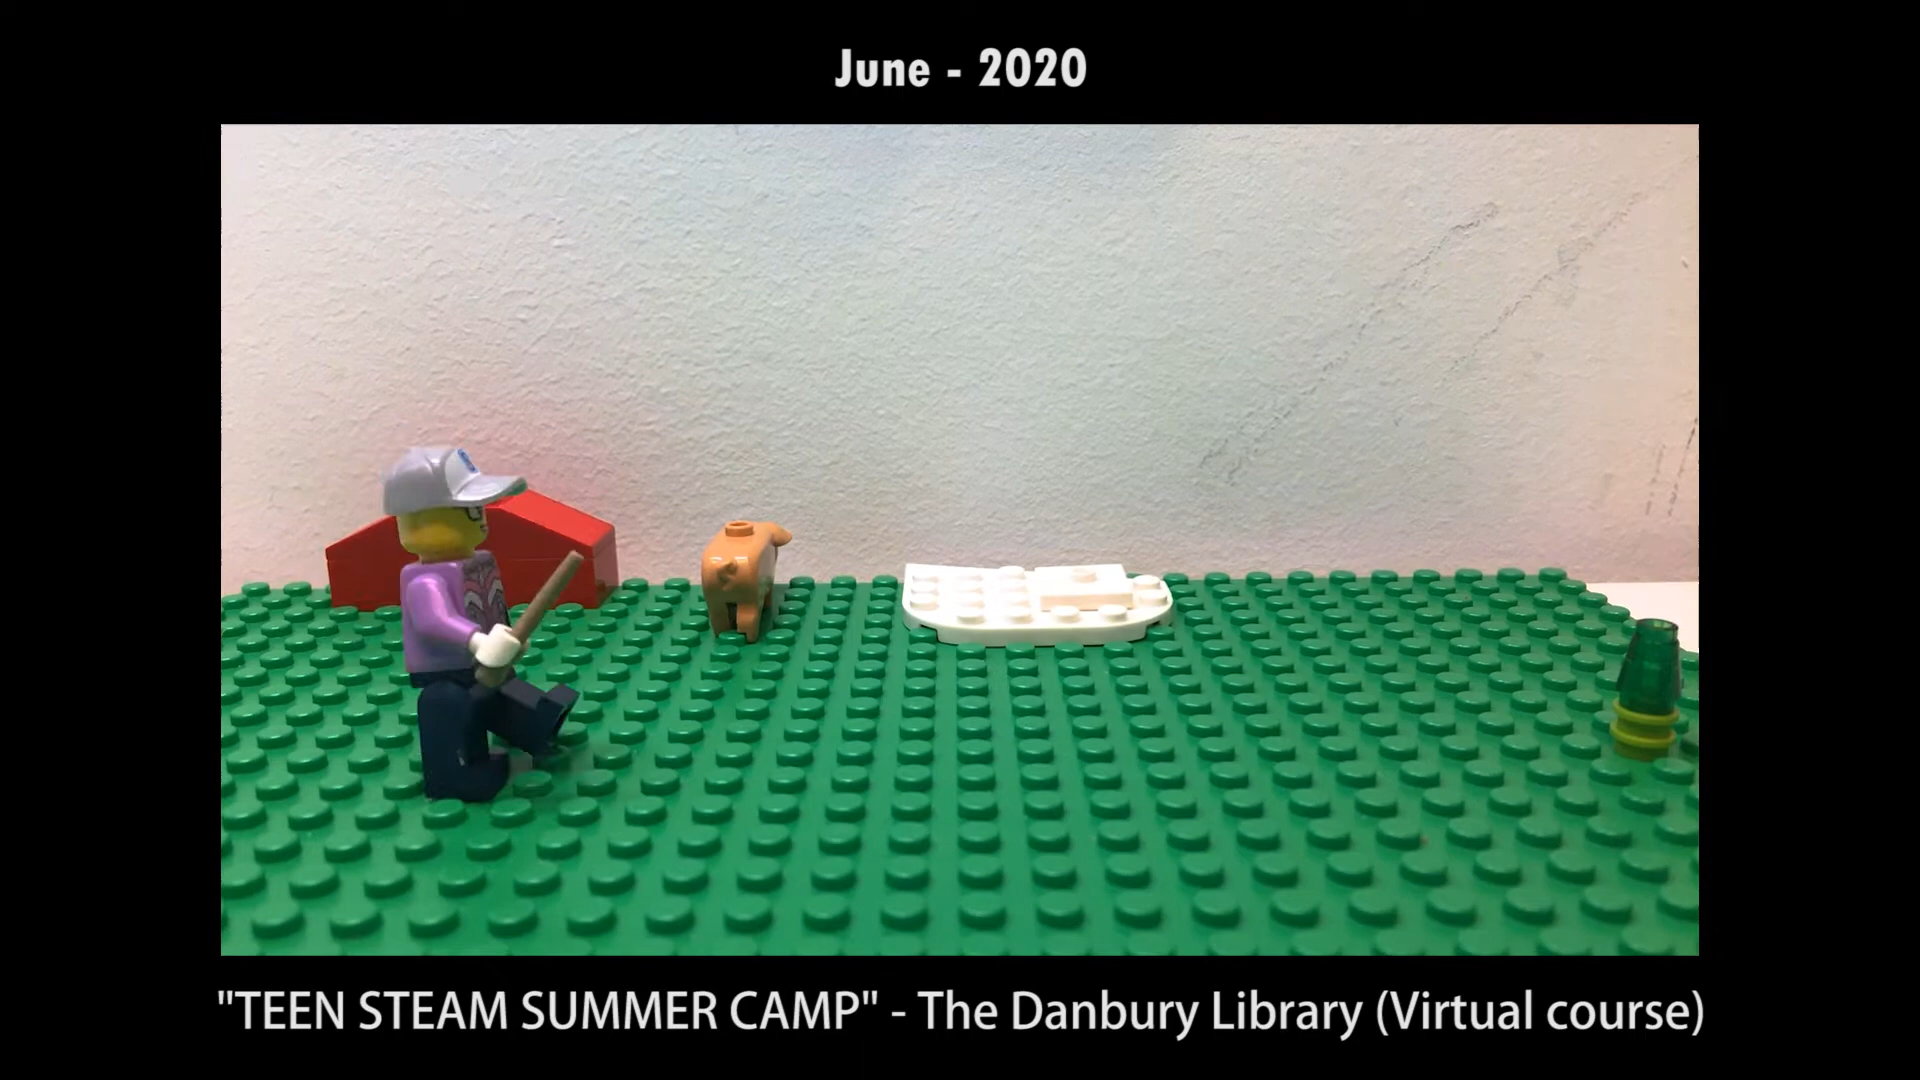 June - 2020
"TEEN STEAM SUMMER CAMP" - The Danbury Library (Virtual course)